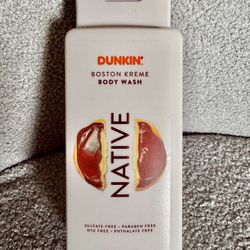 DUNKIN'
BOSTON KREME
BODY WASH
NATIVE
SULFATE FREE • PARABEN FREE
DYE FREE • PHTHALATE FREE